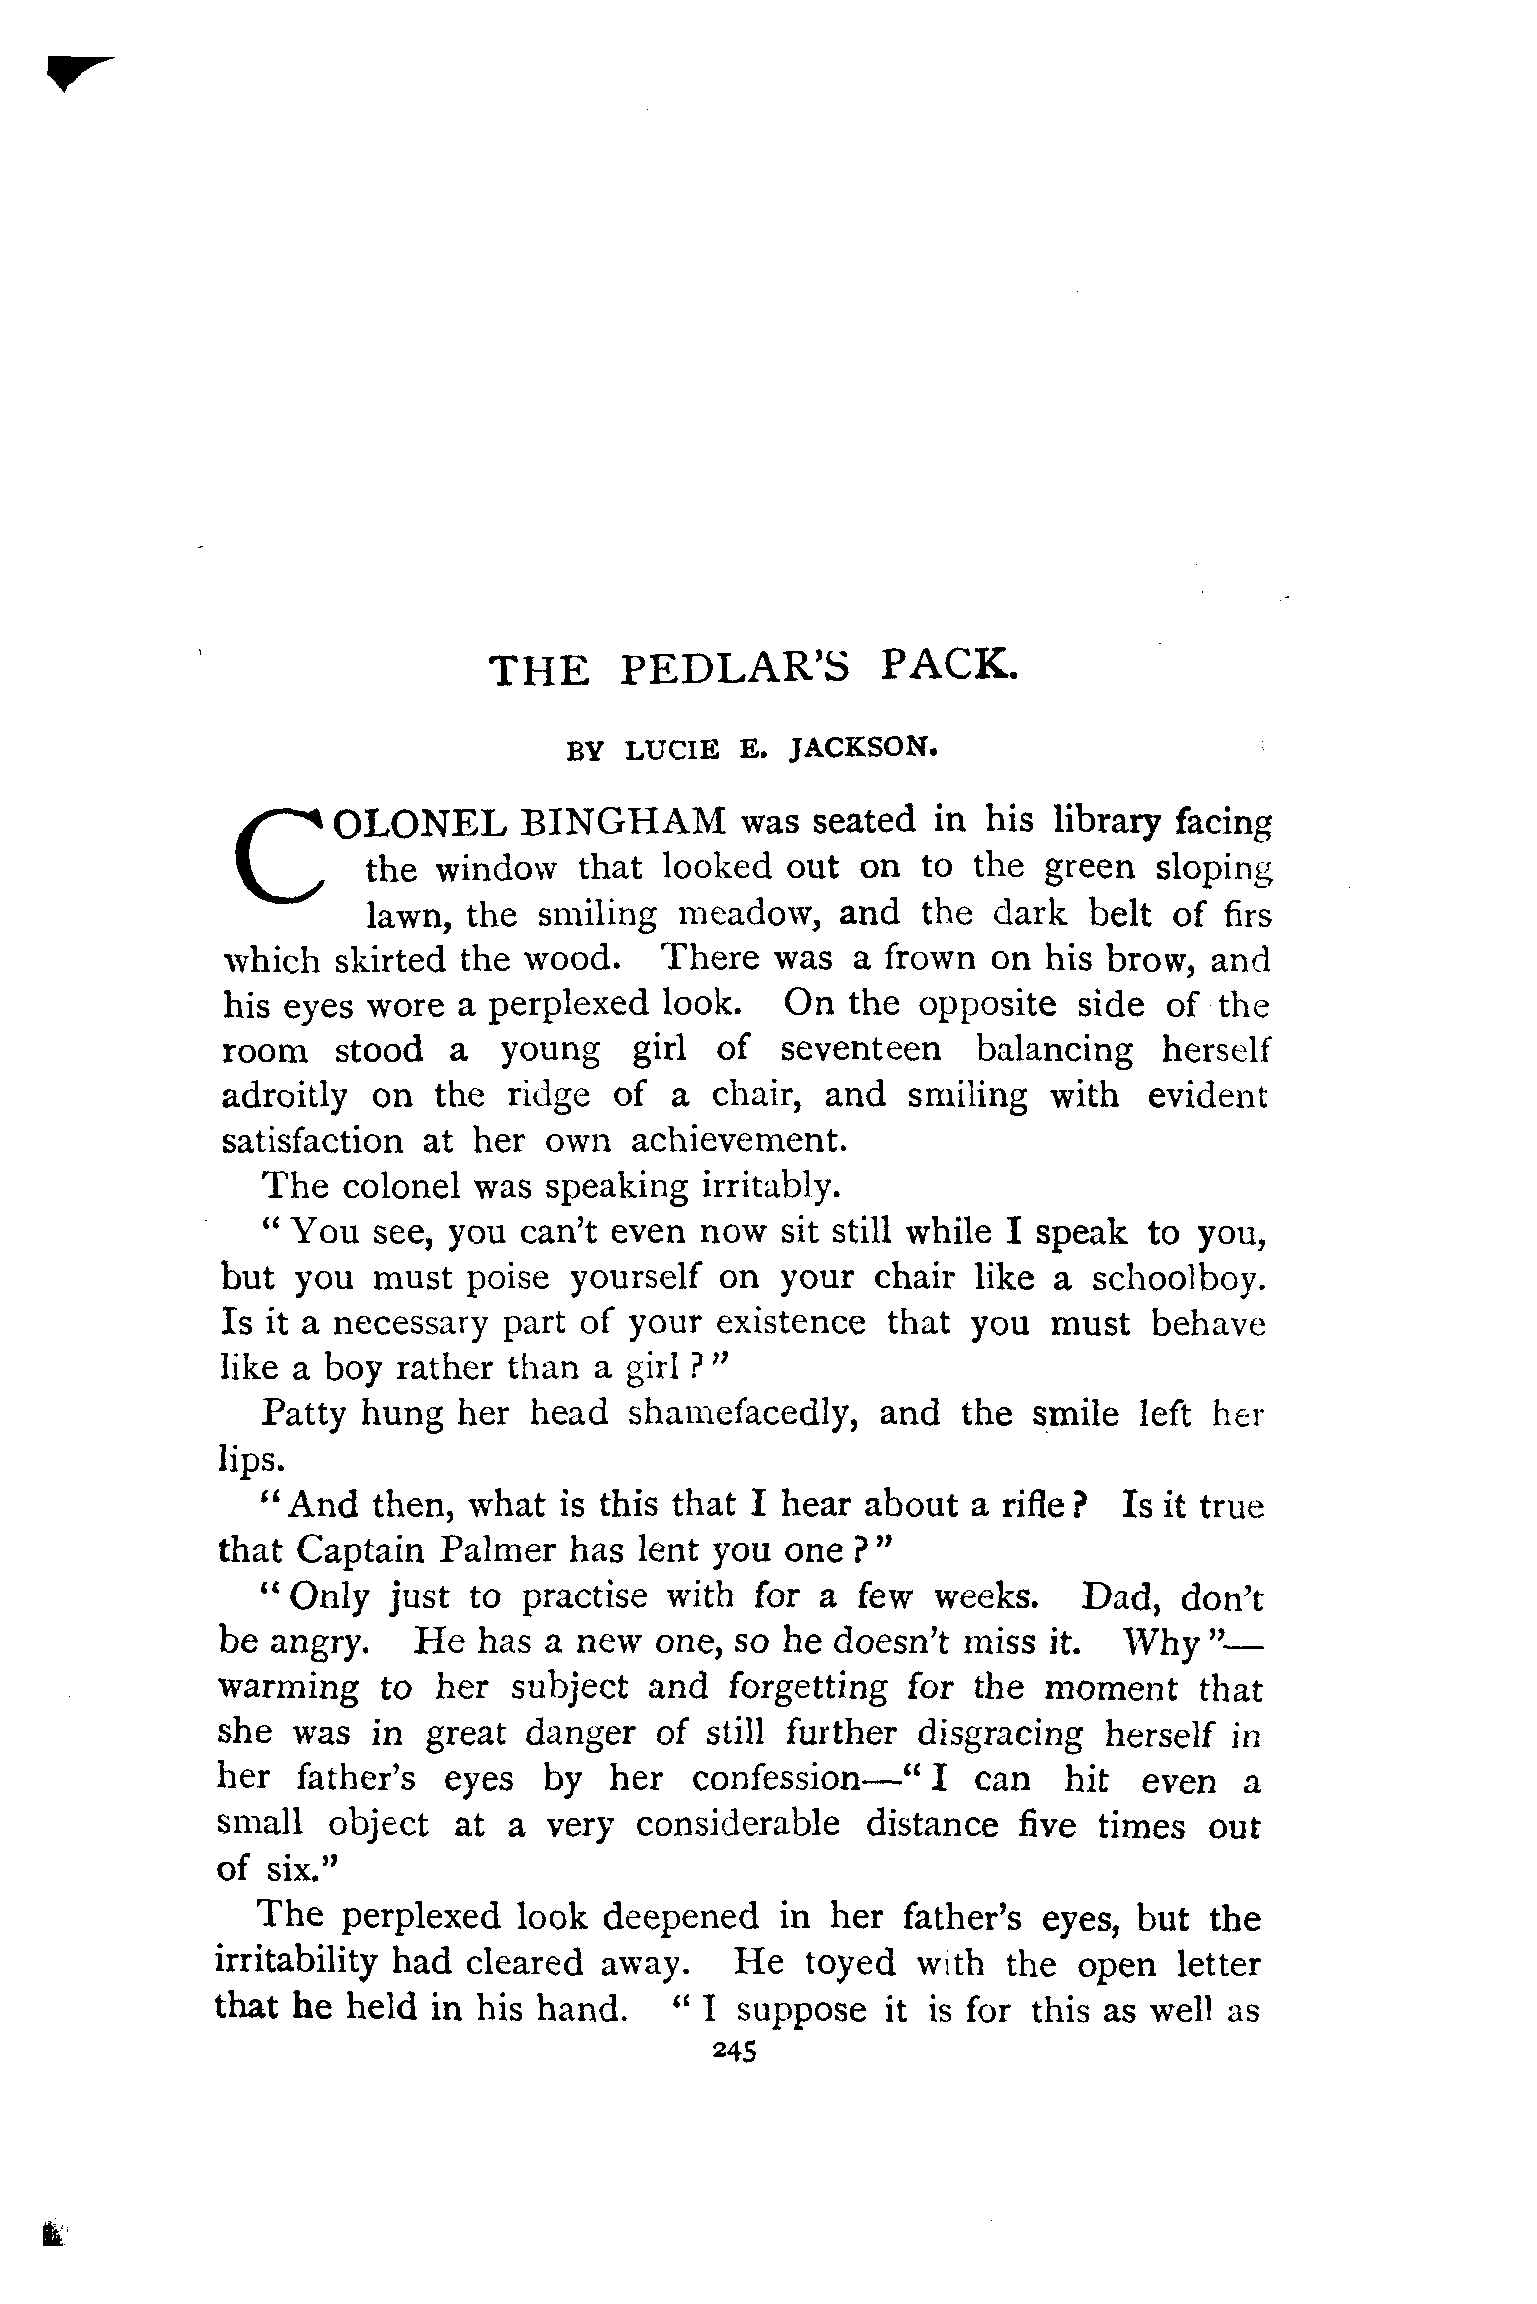 THE PEDLAR'S PACK.
BY LUCIE E. JACKSON.
COLONEL BINGHAM was seated in his library facing
the window that looked out on to the green sloping
lawn, the smiling meadow, and the dark belt of firs
which skirted the wood. There was a frown on his brow, and
his eyes wore a perplexed look. On the opposite side of the
room stood a young girl of seventeen balancing herself
adroitly on the ridge of a chair, and smiling with evident
satisfaction at her own achievement.
The colonel was speaking irritably.
"You see, you can't even now sit still while I speak to you,
but you must poise yourself on your chair like a schoolboy.
Is it a necessary part of your existence that you must behave
like a boy rather than a girl?"
Patty hung her head shamefacedly, and the smile left her
lips.
"And then, what is this that I hear about a rifle? Is it true
that Captain Palmer has lent you one?"
"Only just to practise with for a few weeks. Dad, don't
be angry. He has a new one, so he doesn't miss it. Why"—
warming to her subject and forgetting for the moment that
she was in great danger of still further disgracing herself in
her father's eyes by her confession—"I can hit even a
small object at a very considerable distance five times out
of six."
The perplexed look deepened in her father's eyes, but the
irritability had cleared away. He toyed with the open letter
that he held in his hand. "I suppose it is for this as well as
245